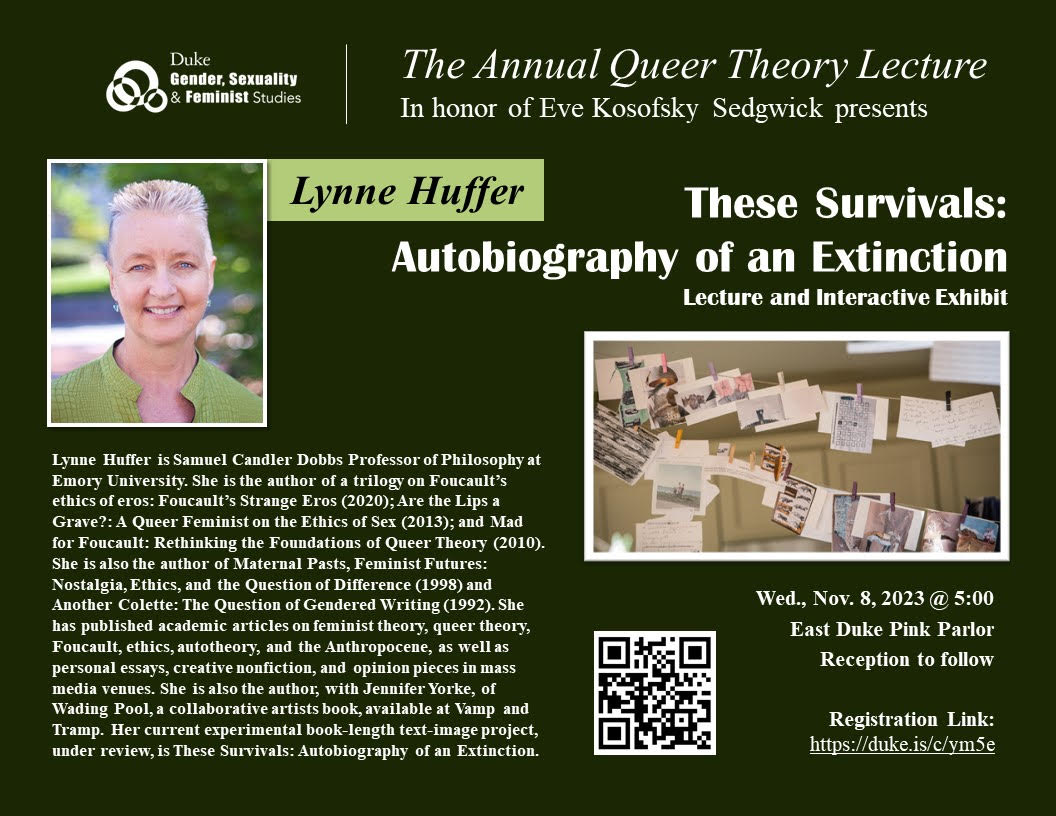 Duke
Gender, Sexuality
& Feminist Studies
The Annual Queer Theory Lecture
In honor of Eve Kosofsky Sedgwick presents
Lynne Huffer
These Survivals:
Autobiography of an Extinction
Lecture and Interactive Exhibit
Lynne Huffer is Samuel Candler Dobbs Professor of Philosophy at
Emory University. She is the author of a trilogy on Foucault's
ethics of eros: Foucault's Strange Eros (2020); Are the Lips a
Grave?: A Queer Feminist on the Ethics of Sex (2013); and Mad
for Foucault: Rethinking the Foundations of Queer Theory (2010).
She is also the author of Maternal Pasts, Feminist Futures:
Nostalgia, Ethics, and the Question of Difference (1998) and
Another Colette: The Question of Gendered Writing (1992). She
has published academic articles on feminist theory, queer theory,
Foucault, ethics, autotheory, and the Anthropocene, as well as
personal essays, creative nonfiction, and opinion pieces in mass
media venues. She is also the author, with Jennifer Yorke, of
Wading Pool, a collaborative artists book, available at Vamp and
Tramp. Her current experimental book-length text-image project,
under review, is These Survivals: Autobiography of an Extinction.
Wed., Nov. 8, 2023 @ 5:00
East Duke Pink Parlor
Reception to follow
Registration Link:
https://duke.is/c/ym5e